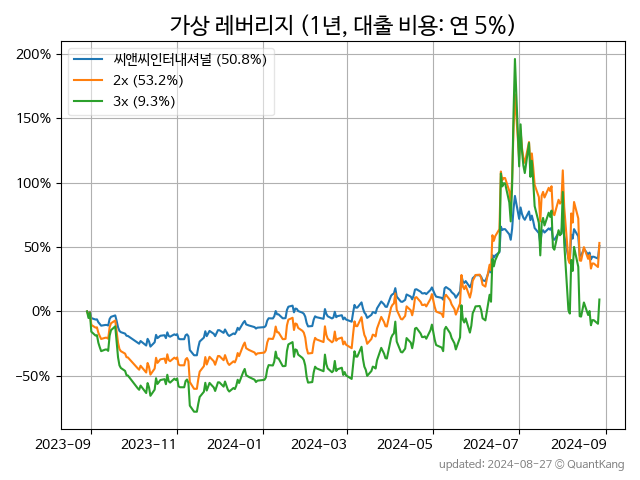 가상 레버리지 (1년, 대출 비용: 연 5%)
씨앤씨인터내셔널 (50.8%)
2x (53.2%)
3x (9.3%)
200%
150%
100%
50%
0%
−50%
2023-09
2023-11
2024-01
2024-03
2024-05
2024-07
2024-09
updated: 2024-08-27 © QuantKang